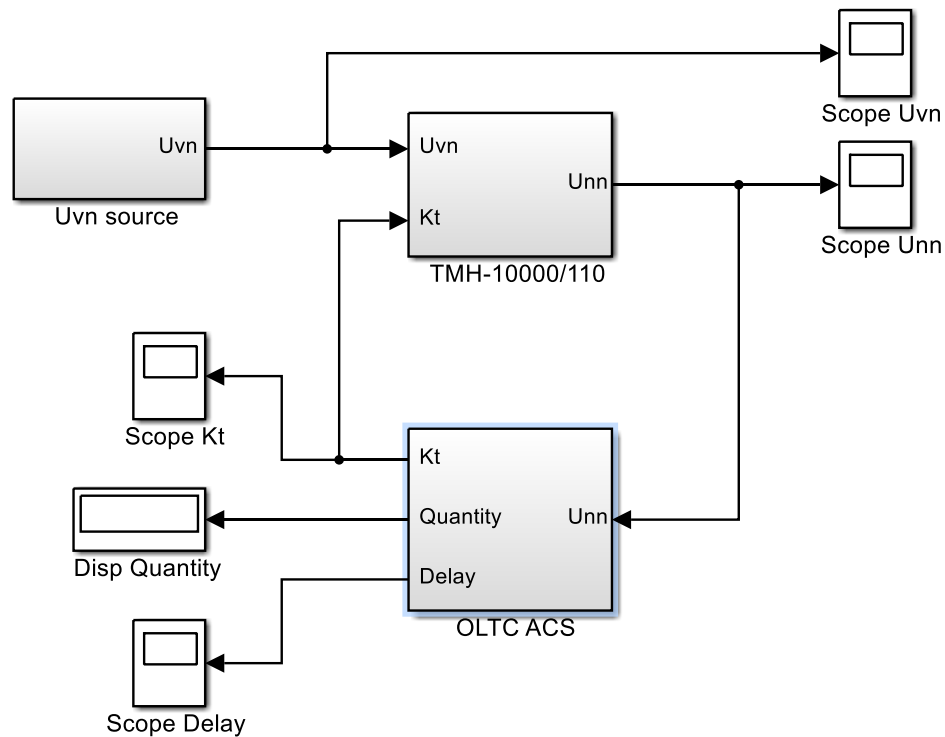 Scope Uvn
Uvn
Uvn source
Uvn
Unn
Kt
TMH-10000/110
Scope Unn
Scope Kt
Kt
Quantity
Unn
Delay
OLTC ACS
Disp Quantity
Scope Delay